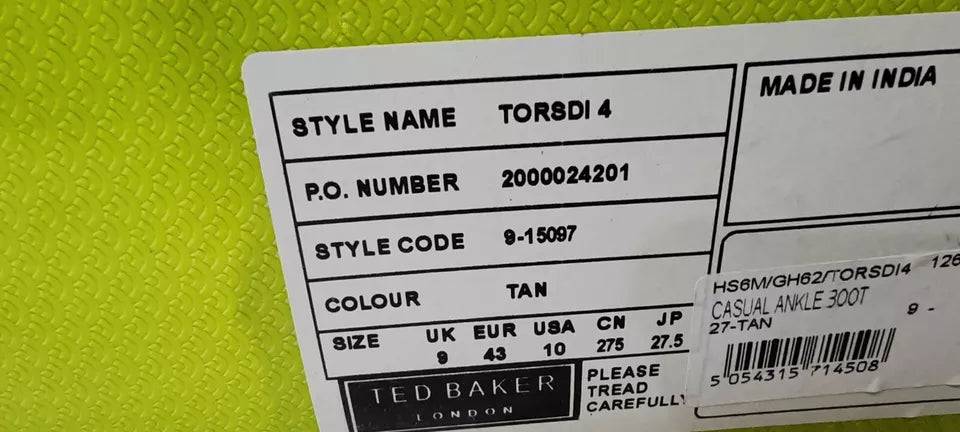 STYLE NAME TORSDI 4
P.O. NUMBER 2000024201
STYLE CODE 9-15097
COLOUR TAN
SIZE UK EUR USA CN JP
9 43 10 275 27.5
TED BAKER
LONDON
PLEASE
TREAD
CAREFULLY
MADE IN INDIA
HS6M/GH62/TORSDI4 126
CASUAL ANKLE 300T
27-TAN 9 -
5 054315 714508